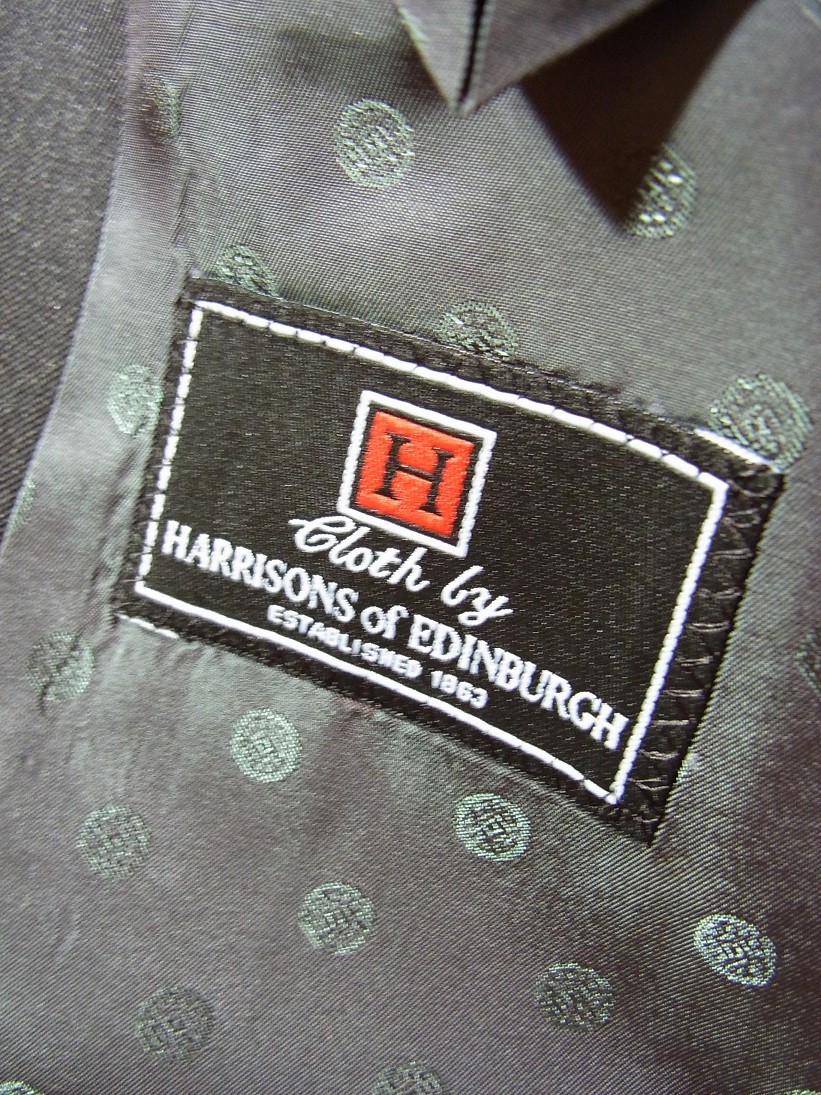 H
Cloth by
HARRISONS of EDINBURGH
ESTABLISHED 1863